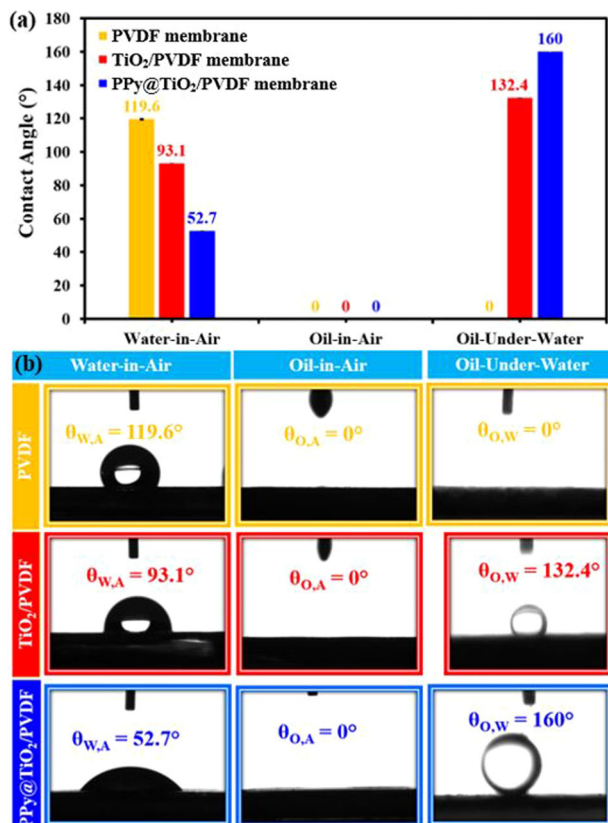 (a)
180
160
140
120
100
80
60
40
20
0
Contact Angle (°)
PVDF membrane
TiO₂/PVDF membrane
PPy@TiO₂/PVDF membrane
119.6
93.1
52.7
0
0
0
0
132.4
160
Water-in-Air
Oil-in-Air
Oil-Under-Water
(b)
Water-in-Air
Oil-in-Air
Oil-Under-Water
PVDF
θW,A = 119.6°
θO,A = 0°
θO,W = 0°
TiO₂/PVDF
θW,A = 93.1°
θO,A = 0°
θO,W = 132.4°
PPy@TiO₂/PVDF
θW,A = 52.7°
θO,A = 0°
θO,W = 160°